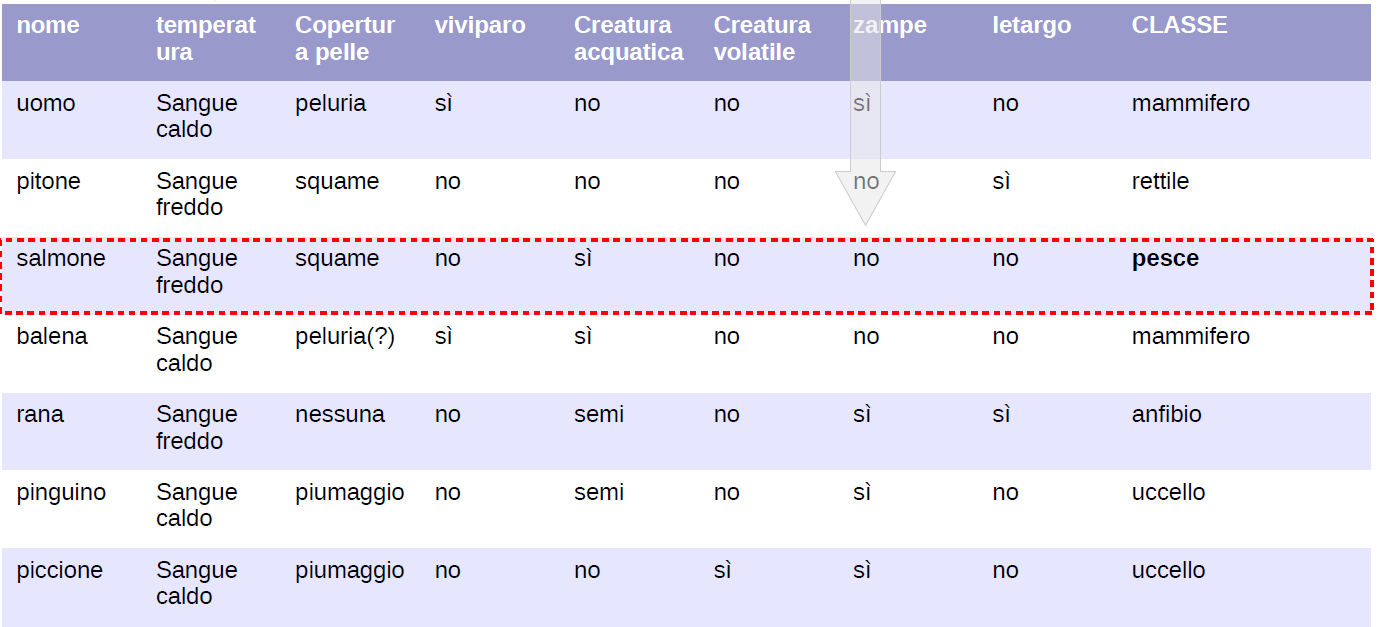 nome temperat Copertur viviparo Creatura Creatura zampe letargo CLASSE
ura a pelle acquatica volatile
uomo Sangue peluria sì no no sì no mammifero
caldo
pitone Sangue squame no no no no sì rettile
freddo
salmone Sangue squame no sì no no no pesce
freddo
balena Sangue peluria(?) sì sì no no no mammifero
caldo
rana Sangue nessuna no semi no sì sì anfibio
freddo
pinguino Sangue piumaggio no semi no sì no uccello
caldo
piccione Sangue piumaggio no no sì sì no uccello
caldo